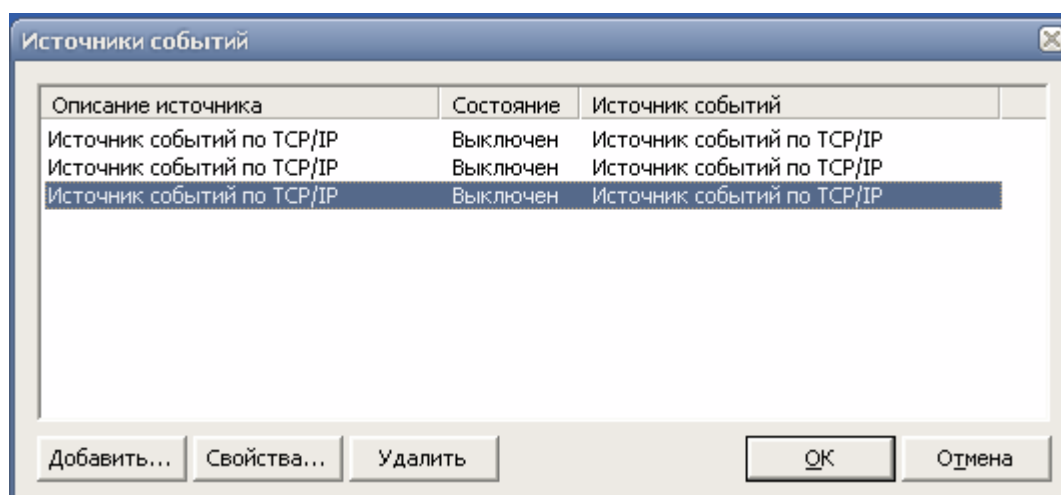 Источники событий
Описание источника Состояние Источник событий
Источник событий по TCP/IP Выключен Источник событий по TCP/IP
Источник событий по TCP/IP Выключен Источник событий по TCP/IP
Источник событий по TCP/IP Выключен Источник событий по TCP/IP
Добавить... Свойства... Удалить OK Отмена